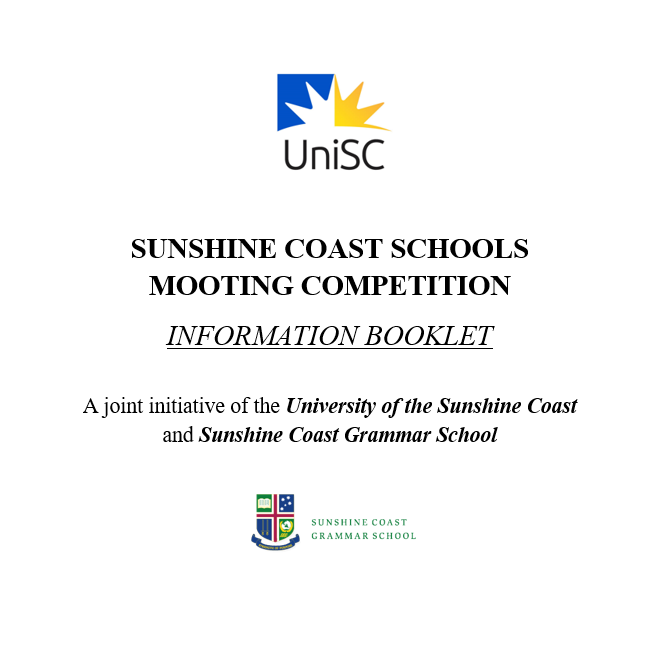 UniSC
SUNSHINE COAST SCHOOLS
MOOTING COMPETITION
INFORMATION BOOKLET
A joint initiative of the University of the Sunshine Coast
and Sunshine Coast Grammar School
SUNSHINE COAST
GRAMMAR SCHOOL